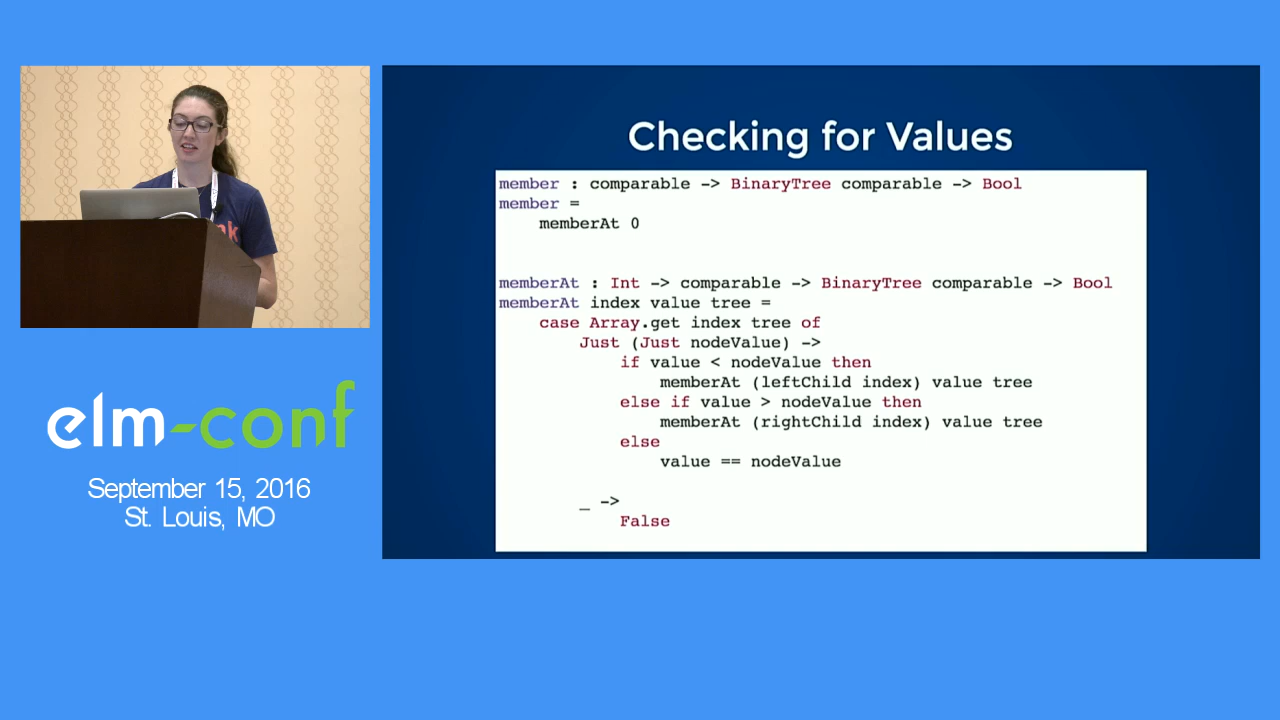 Checking for Values
member : comparable -> BinaryTree comparable -> Bool
member =
    memberAt 0
memberAt : Int -> comparable -> BinaryTree comparable -> Bool
memberAt index value tree =
    case Array.get index tree of
        Just (Just nodeValue) ->
            if value < nodeValue then
                memberAt (leftChild index) value tree
            else if value > nodeValue then
                memberAt (rightChild index) value tree
            else
                value == nodeValue
        _ ->
            False
elm-conf
September 15, 2016
St. Louis, MO